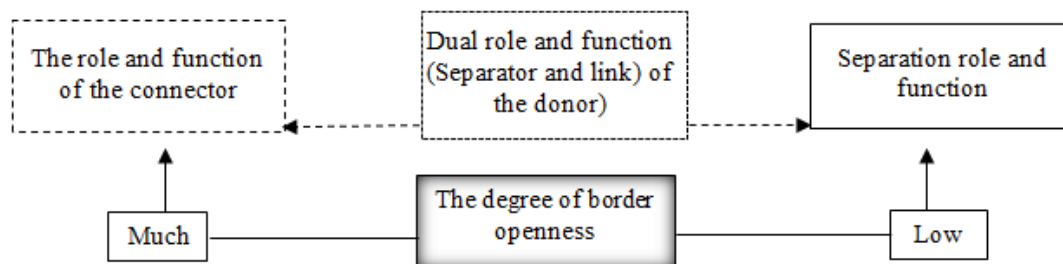 The role and function
of the connector
Dual role and function
(Separator and link) of
the donor)
Separation role and
function
Much
The degree of border
openness
Low